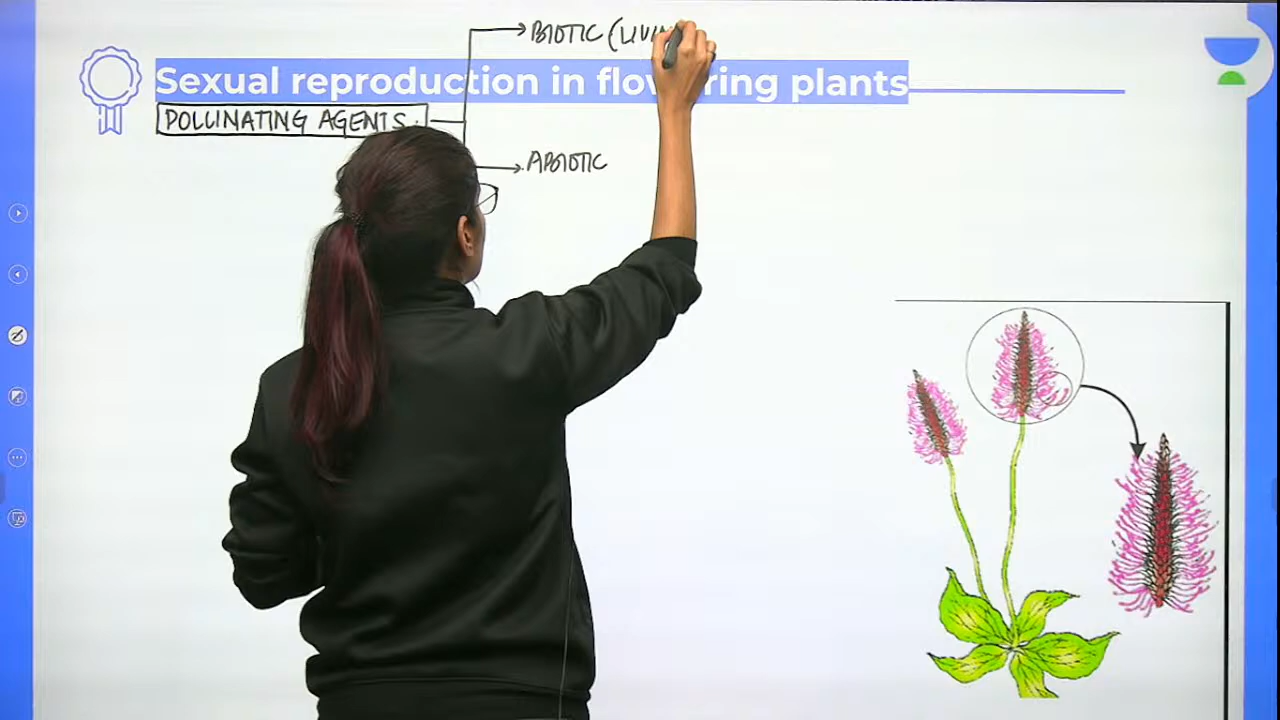 BIOTIC (LIVI
Sexual reproduction in flowering plants
POLLINATING AGENTS
ABIOTIC